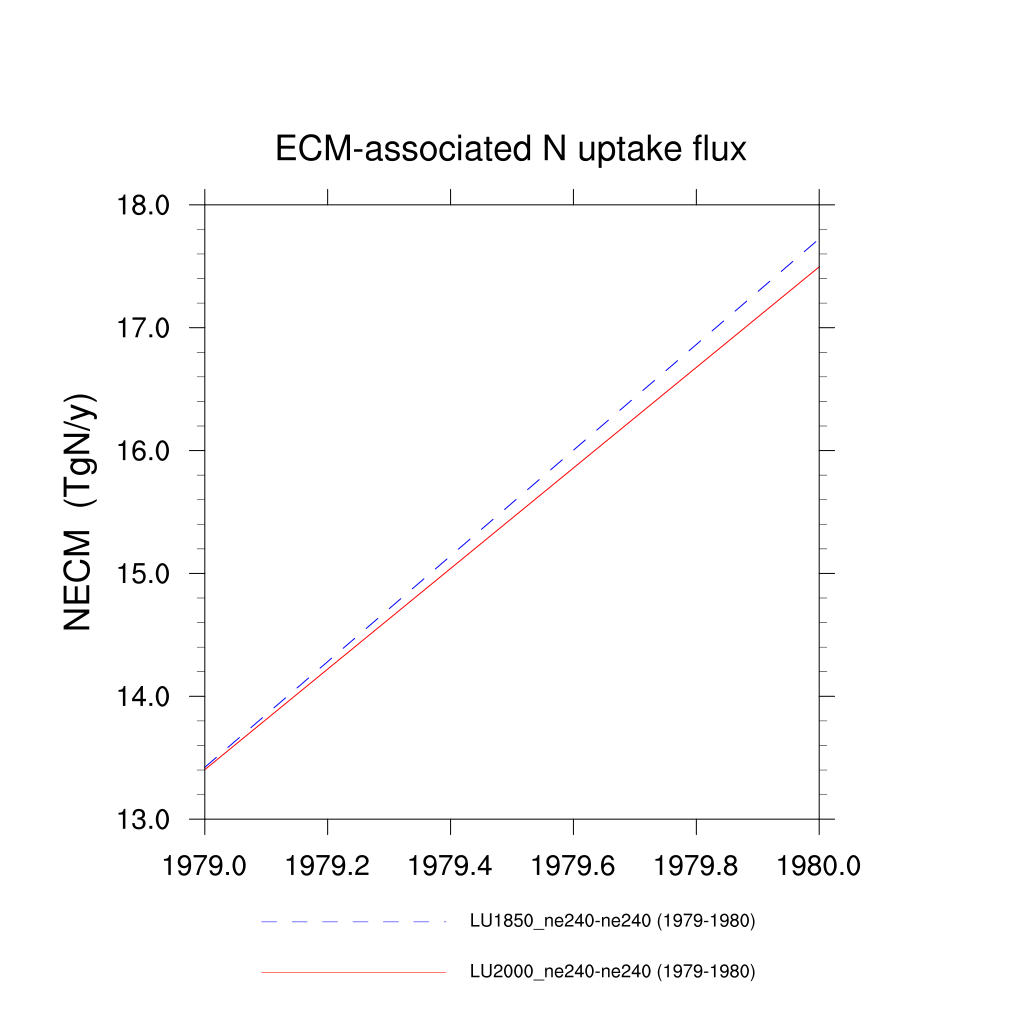 ECM-associated N uptake flux
NECM (TgN/y)
18.0
17.0
16.0
15.0
14.0
13.0
1979.0 1979.2 1979.4 1979.6 1979.8 1980.0
LU1850_ne240-ne240 (1979-1980)
LU2000_ne240-ne240 (1979-1980)